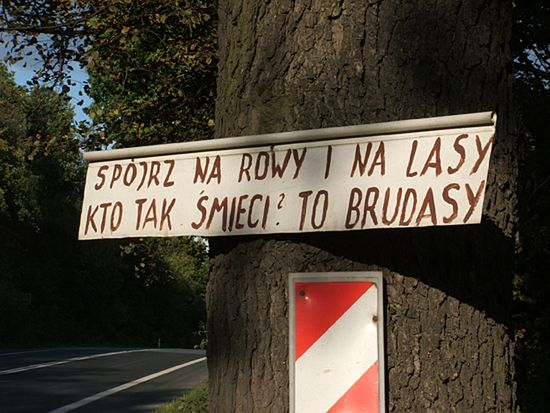 SPÓJRZ NA ROWY I NA LASY
KTO TAK ŚMIECI? TO BRUDASY